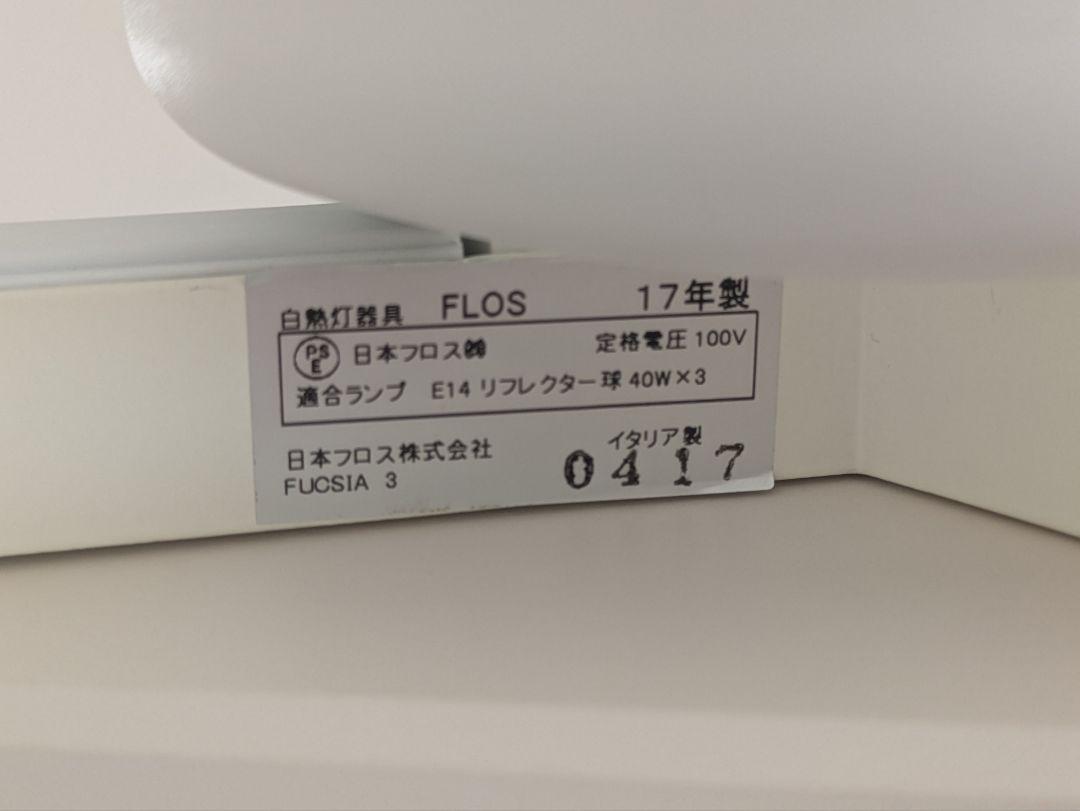 白熱灯器具 FLOS 17年製
PSE 日本フロス㈱ 定格電圧 100V
適合ランプ E14 リフレクター球 40W×3
イタリア製
日本フロス株式会社 0417
FUCSIA 3